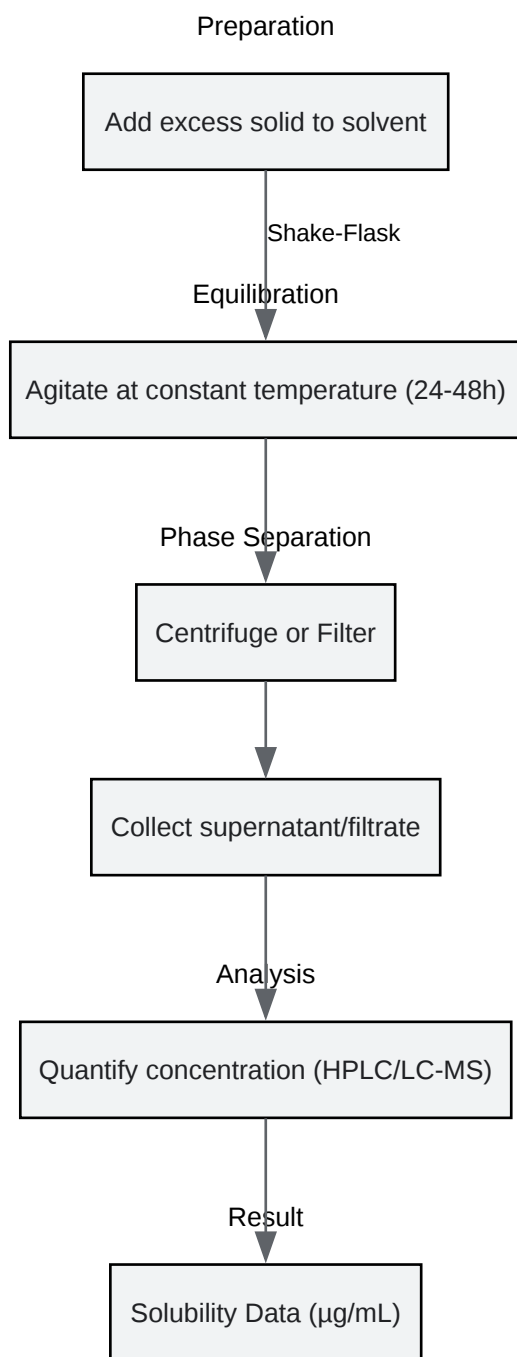 Preparation
Add excess solid to solvent
Shake-Flask
Equilibration
Agitate at constant temperature (24-48h)
Phase Separation
Centrifuge or Filter
Collect supernatant/filtrate
Analysis
Quantify concentration (HPLC/LC-MS)
Result
Solubility Data (µg/mL)